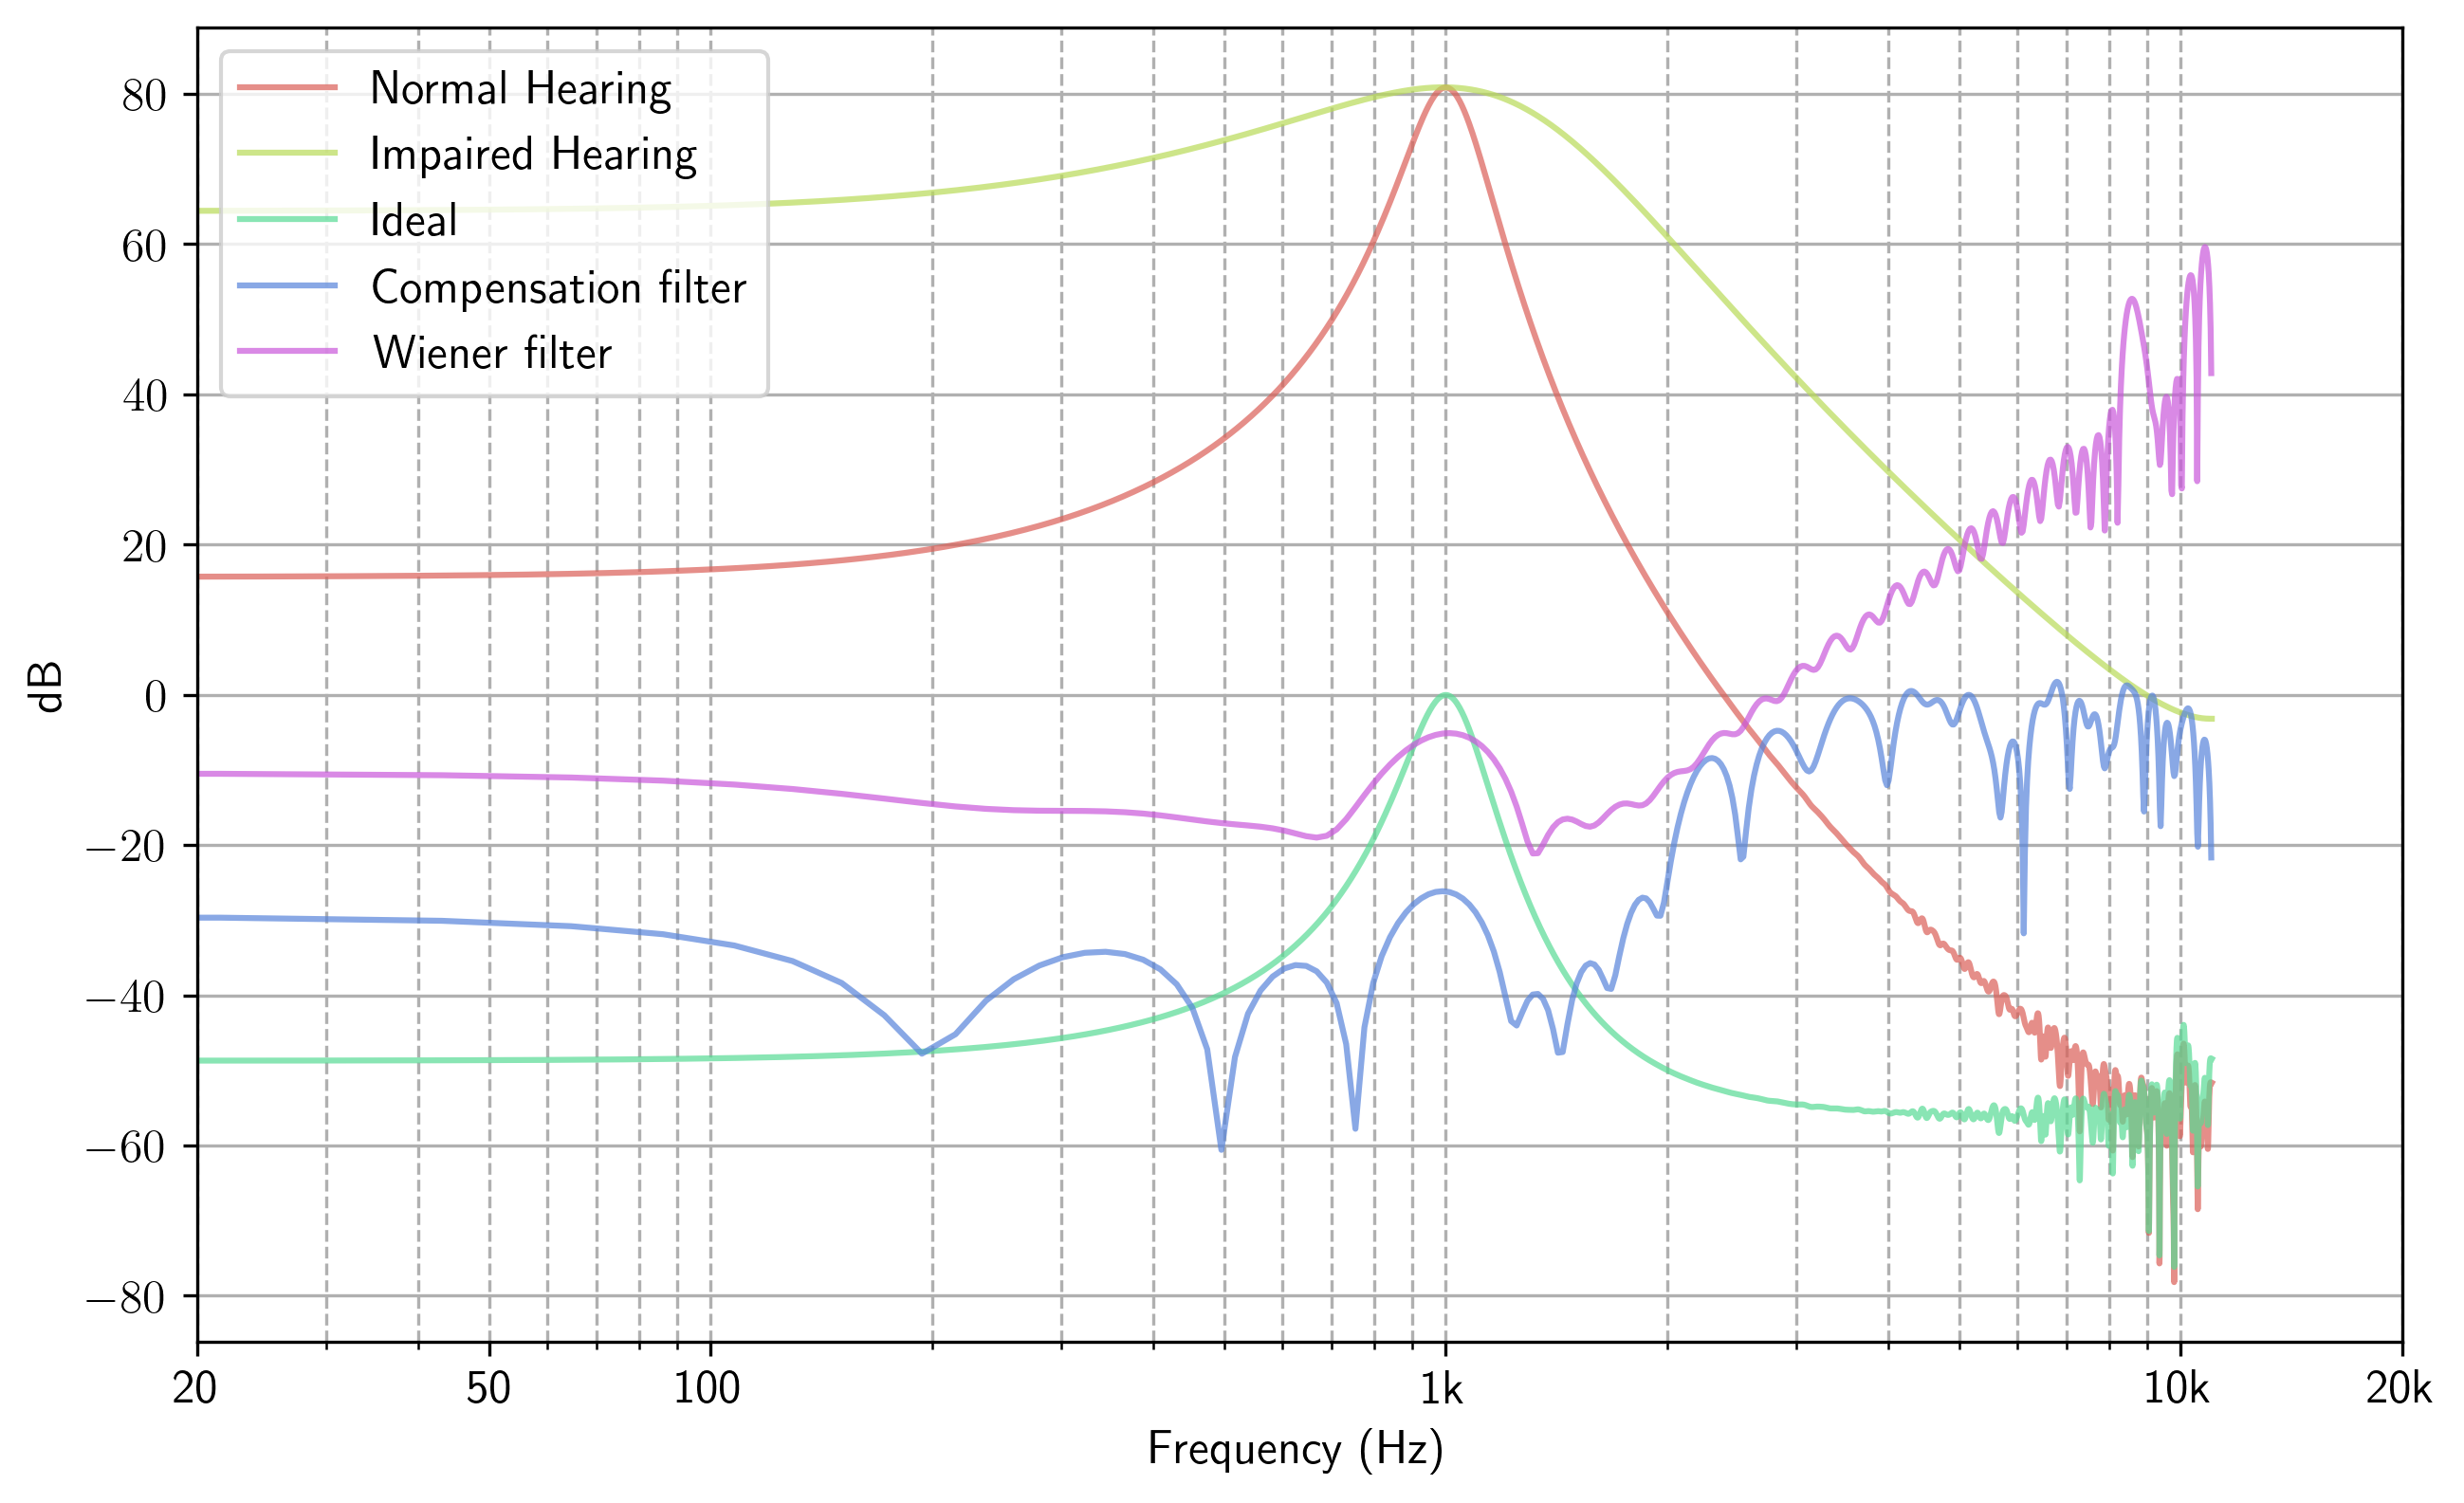 Normal Hearing
Impaired Hearing
Ideal
Compensation filter
Wiener filter
80
60
40
20
0
−20
−40
−60
−80
dB
20 50 100 1k 10k 20k
Frequency (Hz)